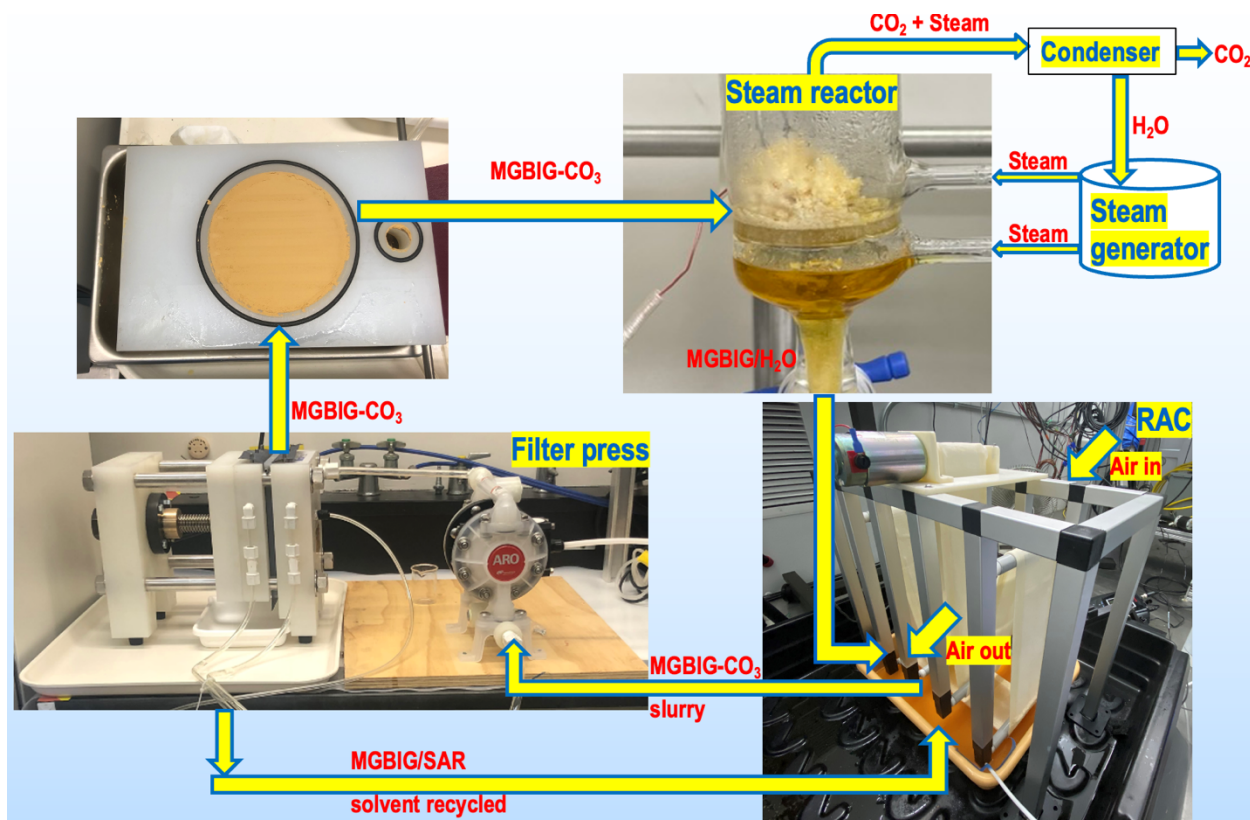 CO₂ + Steam
Condenser
CO₂
Steam reactor
H₂O
MGBIG-CO₃
Steam
Steam
generator
Steam
MGBIG/H₂O
MGBIG-CO₃
Filter press
RAC
Air in
ARO
Air out
MGBIG-CO₃
slurry
MGBIG/SAR
solvent recycled